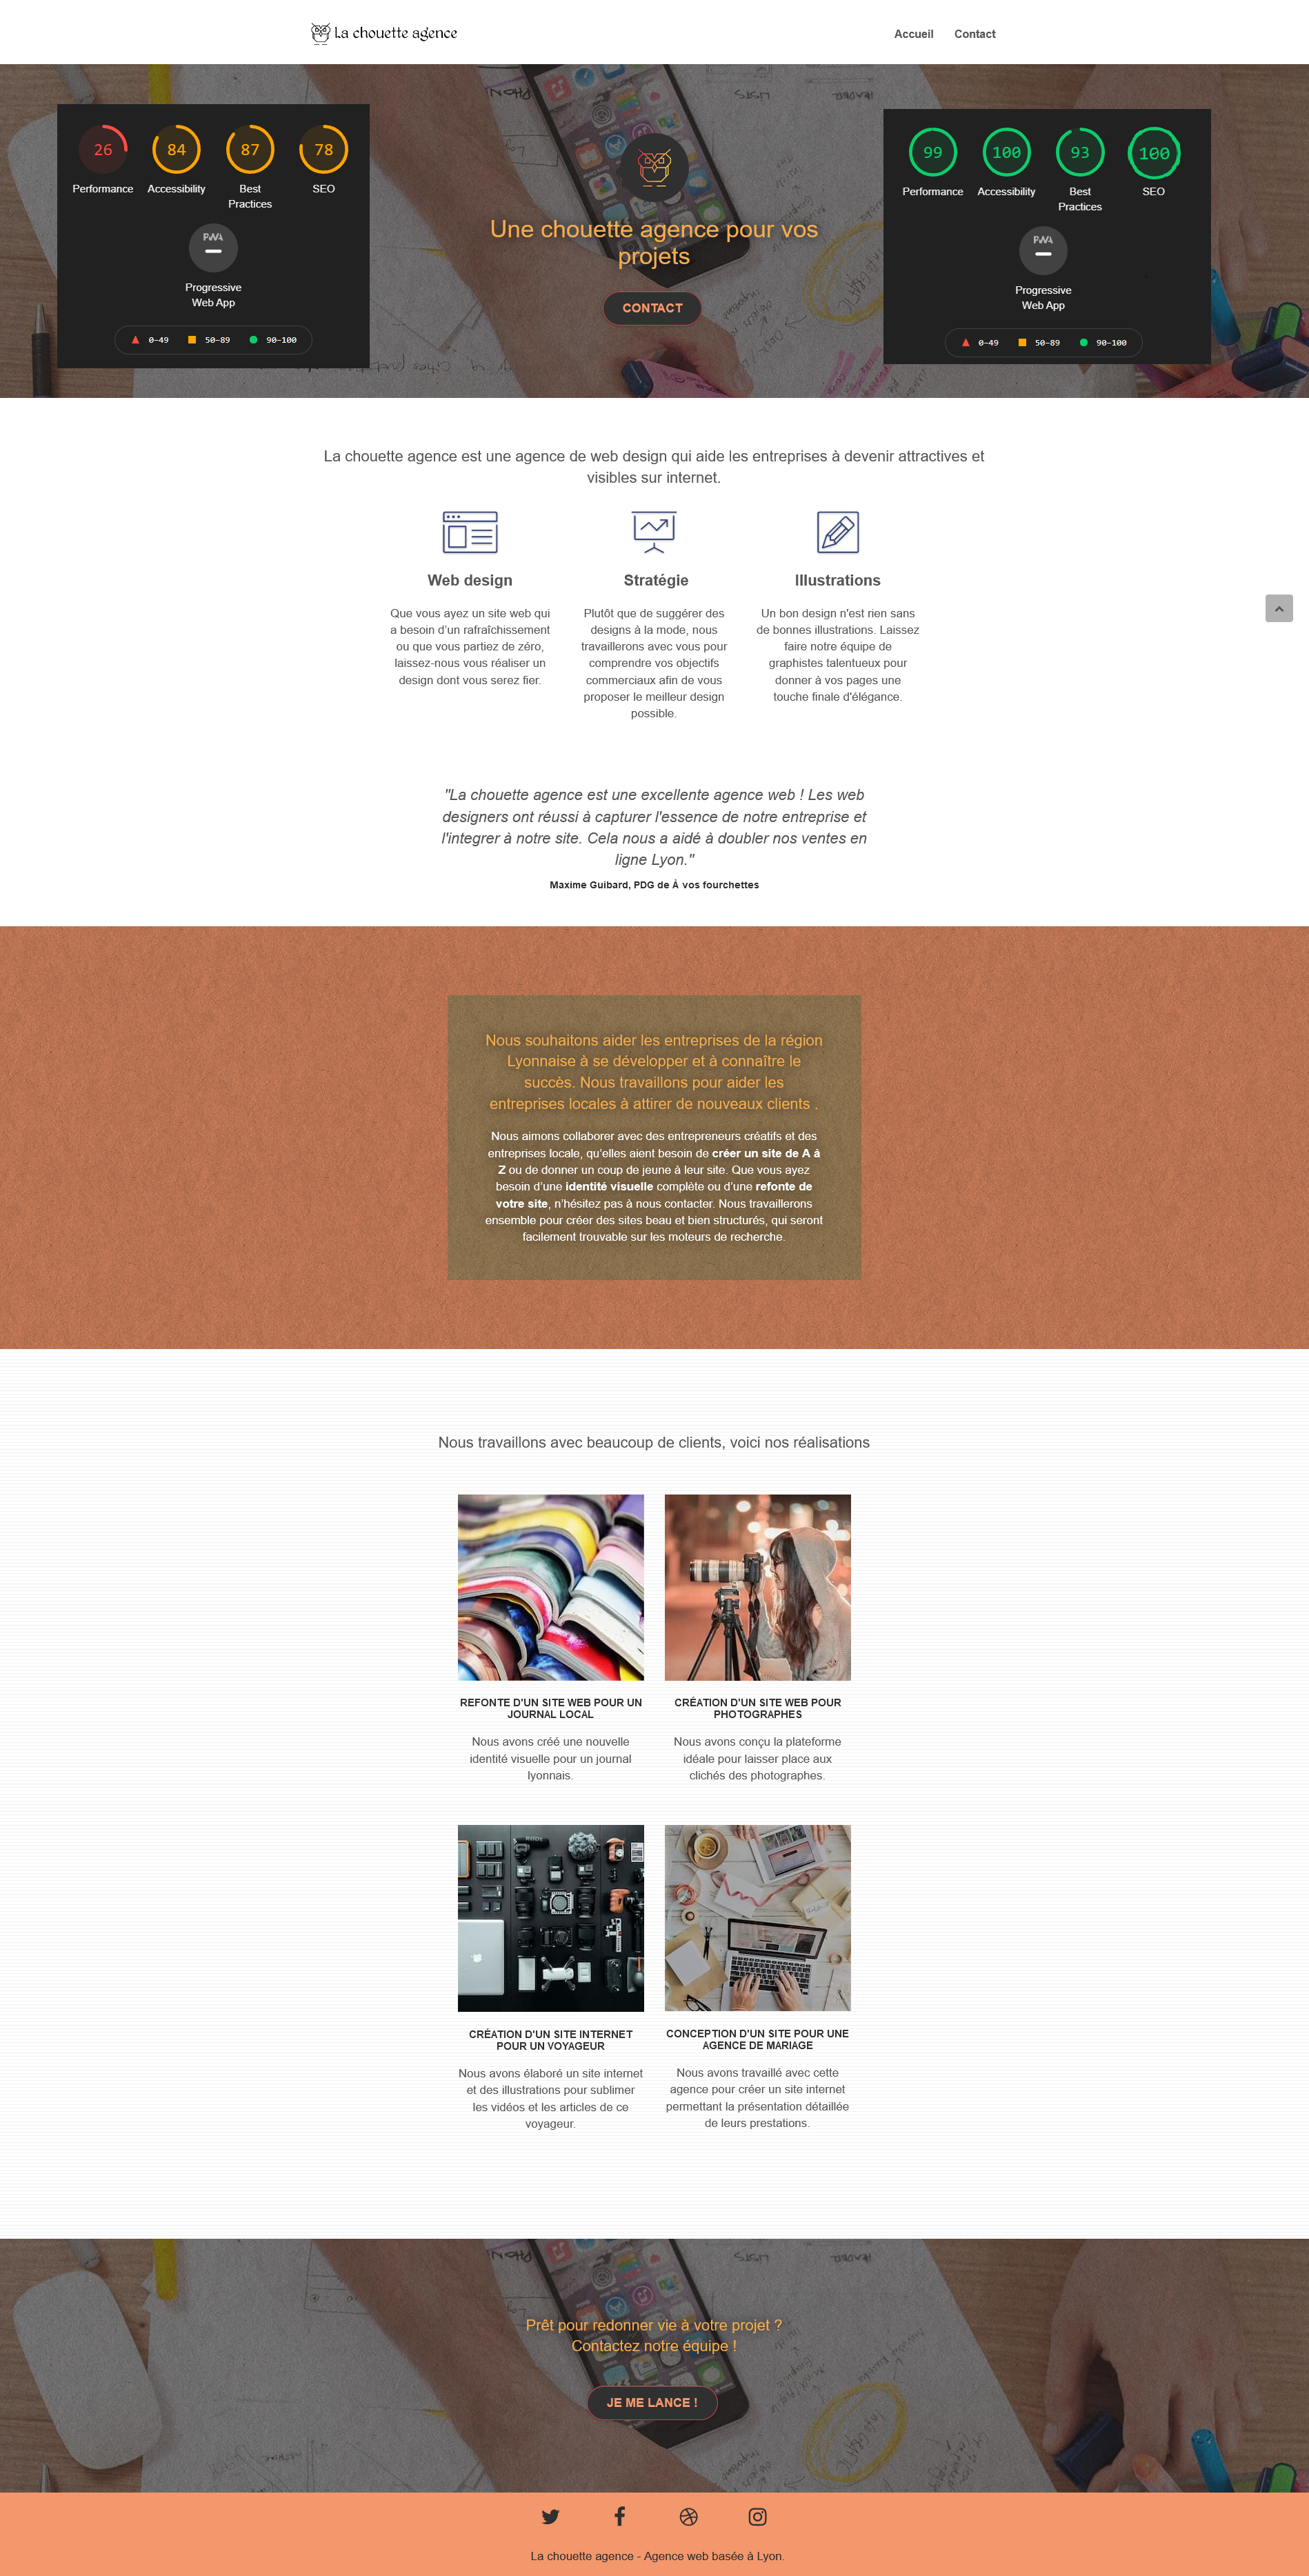 La chouette agence
Accueil
Contact
26
84
87
78
Performance
Accessibility
Best
Practices
SEO
PWA
Progressive
Web App
0–49
50–89
90–100
Une chouette agence pour vos
projets
CONTACT
99
100
93
100
Performance
Accessibility
Best
Practices
SEO
PWA
Progressive
Web App
0–49
50–89
90–100
La chouette agence est une agence de web design qui aide les entreprises à devenir attractives et
visibles sur internet.
Web design
Que vous ayez un site web qui
a besoin d’un rafraîchissement
ou que vous partiez de zéro,
laissez-nous vous réaliser un
design dont vous serez fier.
Stratégie
Plutôt que de suggérer des
designs à la mode, nous
travaillerons avec vous pour
comprendre vos objectifs
commerciaux afin de vous
proposer le meilleur design
possible.
Illustrations
Un bon design n'est rien sans
de bonnes illustrations. Laissez
faire notre équipe de
graphistes talentueux pour
donner à vos pages une
touche finale d'élégance.
"La chouette agence est une excellente agence web ! Les web
designers ont réussi à capturer l'essence de notre entreprise et
l'integrer à notre site. Cela nous a aidé à doubler nos ventes en
ligne Lyon."
Maxime Guibard, PDG de À vos fourchettes
Nous souhaitons aider les entreprises de la région
Lyonnaise à se développer et à connaître le
succès. Nous travaillons pour aider les
entreprises locales à attirer de nouveaux clients .
Nous aimons collaborer avec des entrepreneurs créatifs et des
entreprises locale, qu’elles aient besoin de créer un site de A à
Z ou de donner un coup de jeune à leur site. Que vous ayez
besoin d’une identité visuelle complète ou d’une refonte de
votre site, n’hésitez pas à nous contacter. Nous travaillerons
ensemble pour créer des sites beau et bien structurés, qui seront
facilement trouvable sur les moteurs de recherche.
Nous travaillons avec beaucoup de clients, voici nos réalisations
REFONTE D'UN SITE WEB POUR UN
JOURNAL LOCAL
Nous avons créé une nouvelle
identité visuelle pour un journal
lyonnais.
CRÉATION D'UN SITE WEB POUR
PHOTOGRAPHES
Nous avons conçu la plateforme
idéale pour laisser place aux
clichés des photographes.
CRÉATION D'UN SITE INTERNET
POUR UN VOYAGEUR
Nous avons élaboré un site internet
et des illustrations pour sublimer
les vidéos et les articles de ce
voyageur.
CONCEPTION D'UN SITE POUR UNE
AGENCE DE MARIAGE
Nous avons travaillé avec cette
agence pour créer un site internet
permettant la présentation détaillée
de leurs prestations.
Prêt pour redonner vie à votre projet ?
Contactez notre équipe !
JE ME LANCE !
La chouette agence - Agence web basée à Lyon.